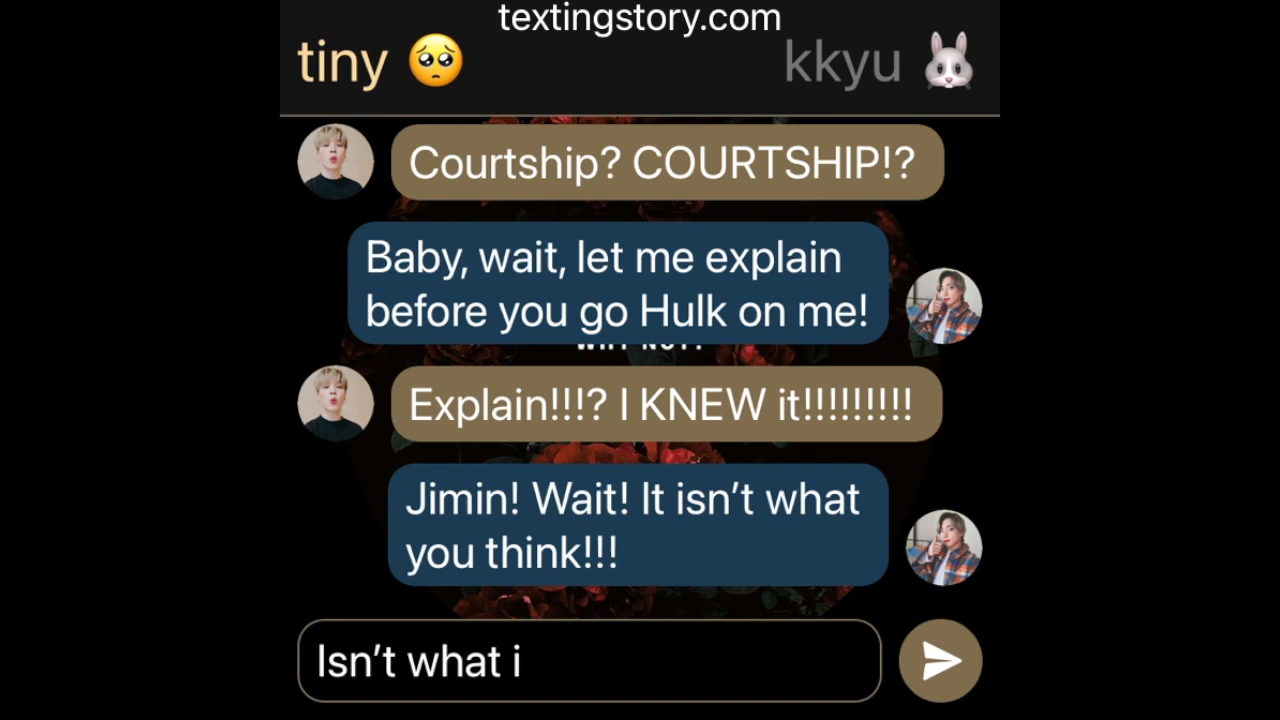 textingstory.com
tiny 🥺
kkyu 🐰
Courtship? COURTSHIP!?
Baby, wait, let me explain
before you go Hulk on me!
Explain!!!? I KNEW it!!!!!!!!!
Jimin! Wait! It isn’t what
you think!!!
Isn’t what i